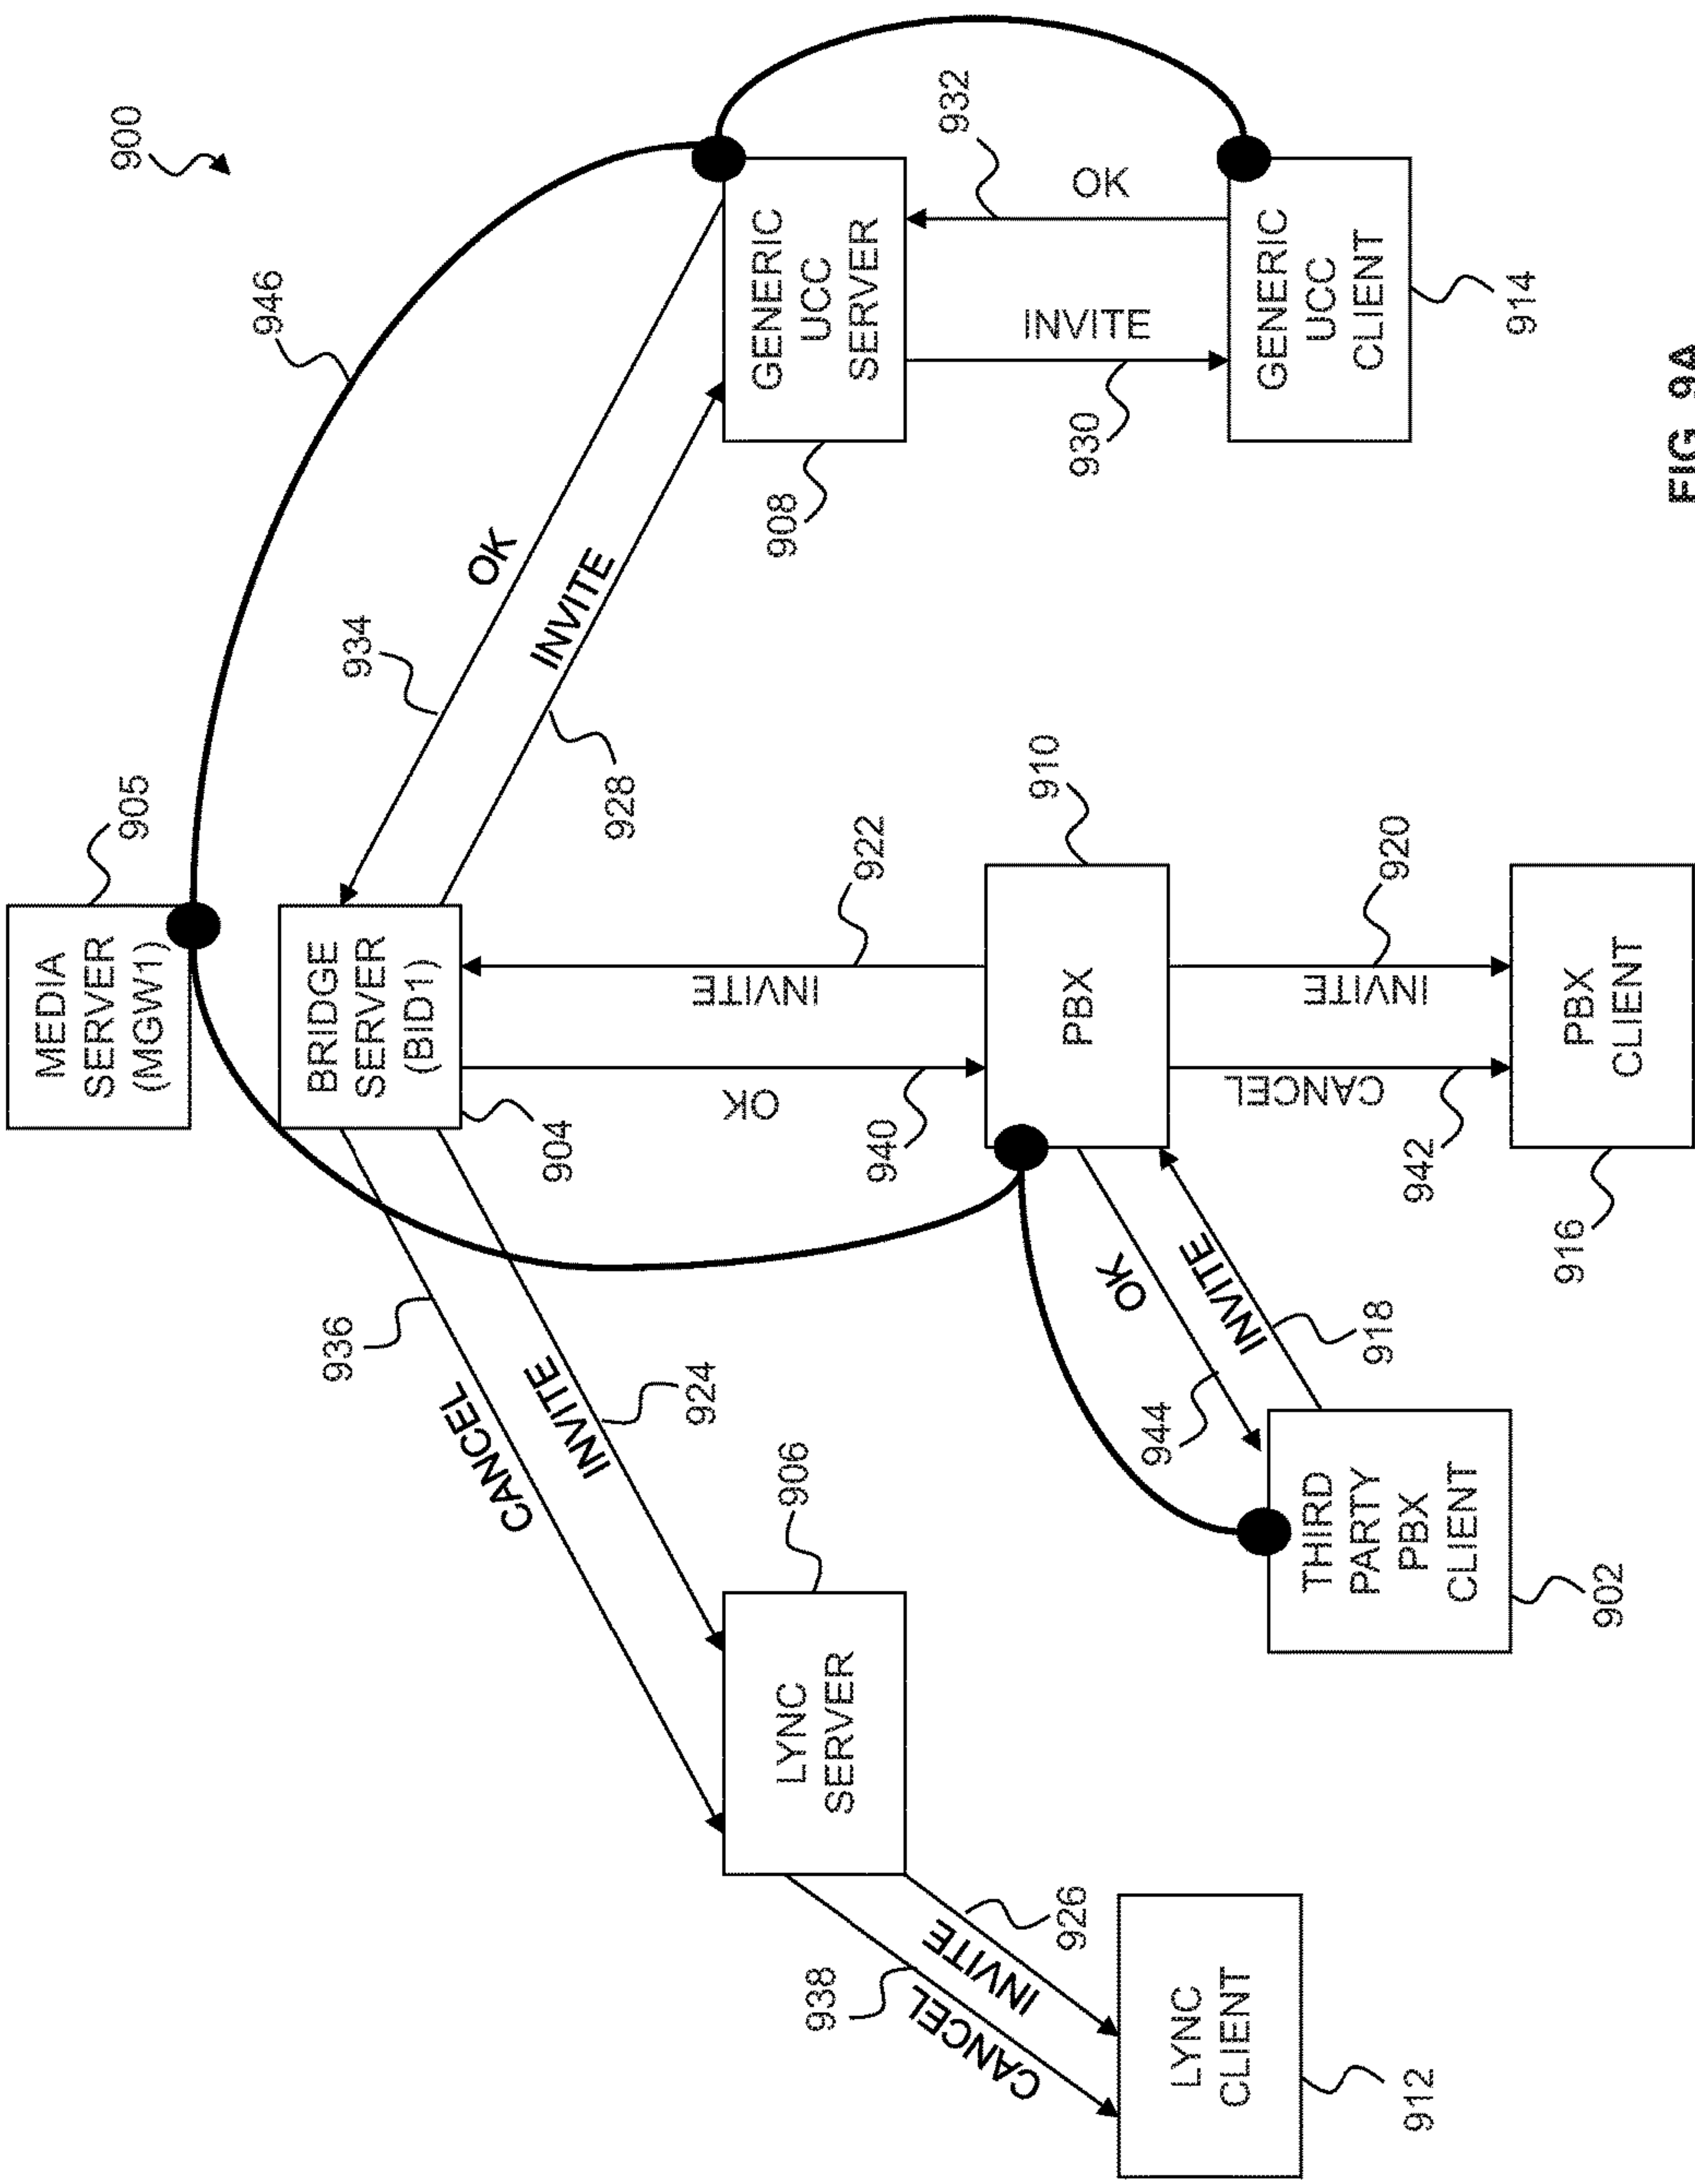 900
MEDIA
SERVER
(MGW1)
905
946
BRIDGE
SERVER
(BID1)
904
934
OK
INVITE
928
932
GENERIC
UCC
SERVER
908
OK
INVITE
930
GENERIC
UCC
CLIENT
914
936
CANCEL
INVITE
924
LYNC
SERVER
906
938
CANCEL
INVITE
926
LYNC
CLIENT
912
INVITE
922
OK
940
PBX
910
INVITE
920
CANCEL
942
PBX
CLIENT
916
OK
944
INVITE
918
THIRD
PARTY
PBX
CLIENT
902
FIG. 9A